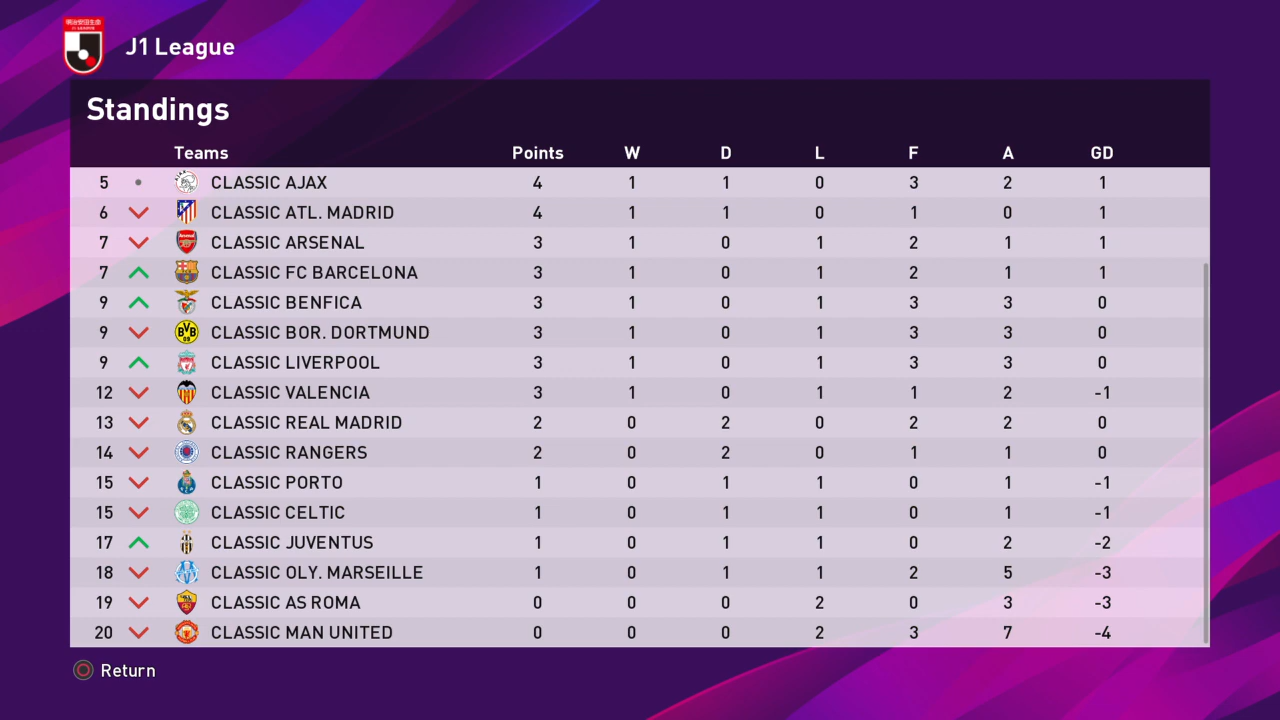 明治安田生命
J1 League
Standings
Teams Points W D L F A GD
5 CLASSIC AJAX 4 1 1 0 3 2 1
6 CLASSIC ATL. MADRID 4 1 1 0 1 0 1
7 CLASSIC ARSENAL 3 1 0 1 2 1 1
7 CLASSIC FC BARCELONA 3 1 0 1 2 1 1
9 CLASSIC BENFICA 3 1 0 1 3 3 0
9 CLASSIC BOR. DORTMUND 3 1 0 1 3 3 0
9 CLASSIC LIVERPOOL 3 1 0 1 3 3 0
12 CLASSIC VALENCIA 3 1 0 1 1 2 -1
13 CLASSIC REAL MADRID 2 0 2 0 2 2 0
14 CLASSIC RANGERS 2 0 2 0 1 1 0
15 CLASSIC PORTO 1 0 1 1 0 1 -1
15 CLASSIC CELTIC 1 0 1 1 0 1 -1
17 CLASSIC JUVENTUS 1 0 1 1 0 2 -2
18 CLASSIC OLY. MARSEILLE 1 0 1 1 2 5 -3
19 CLASSIC AS ROMA 0 0 0 2 0 3 -3
20 CLASSIC MAN UNITED 0 0 0 2 3 7 -4
Return